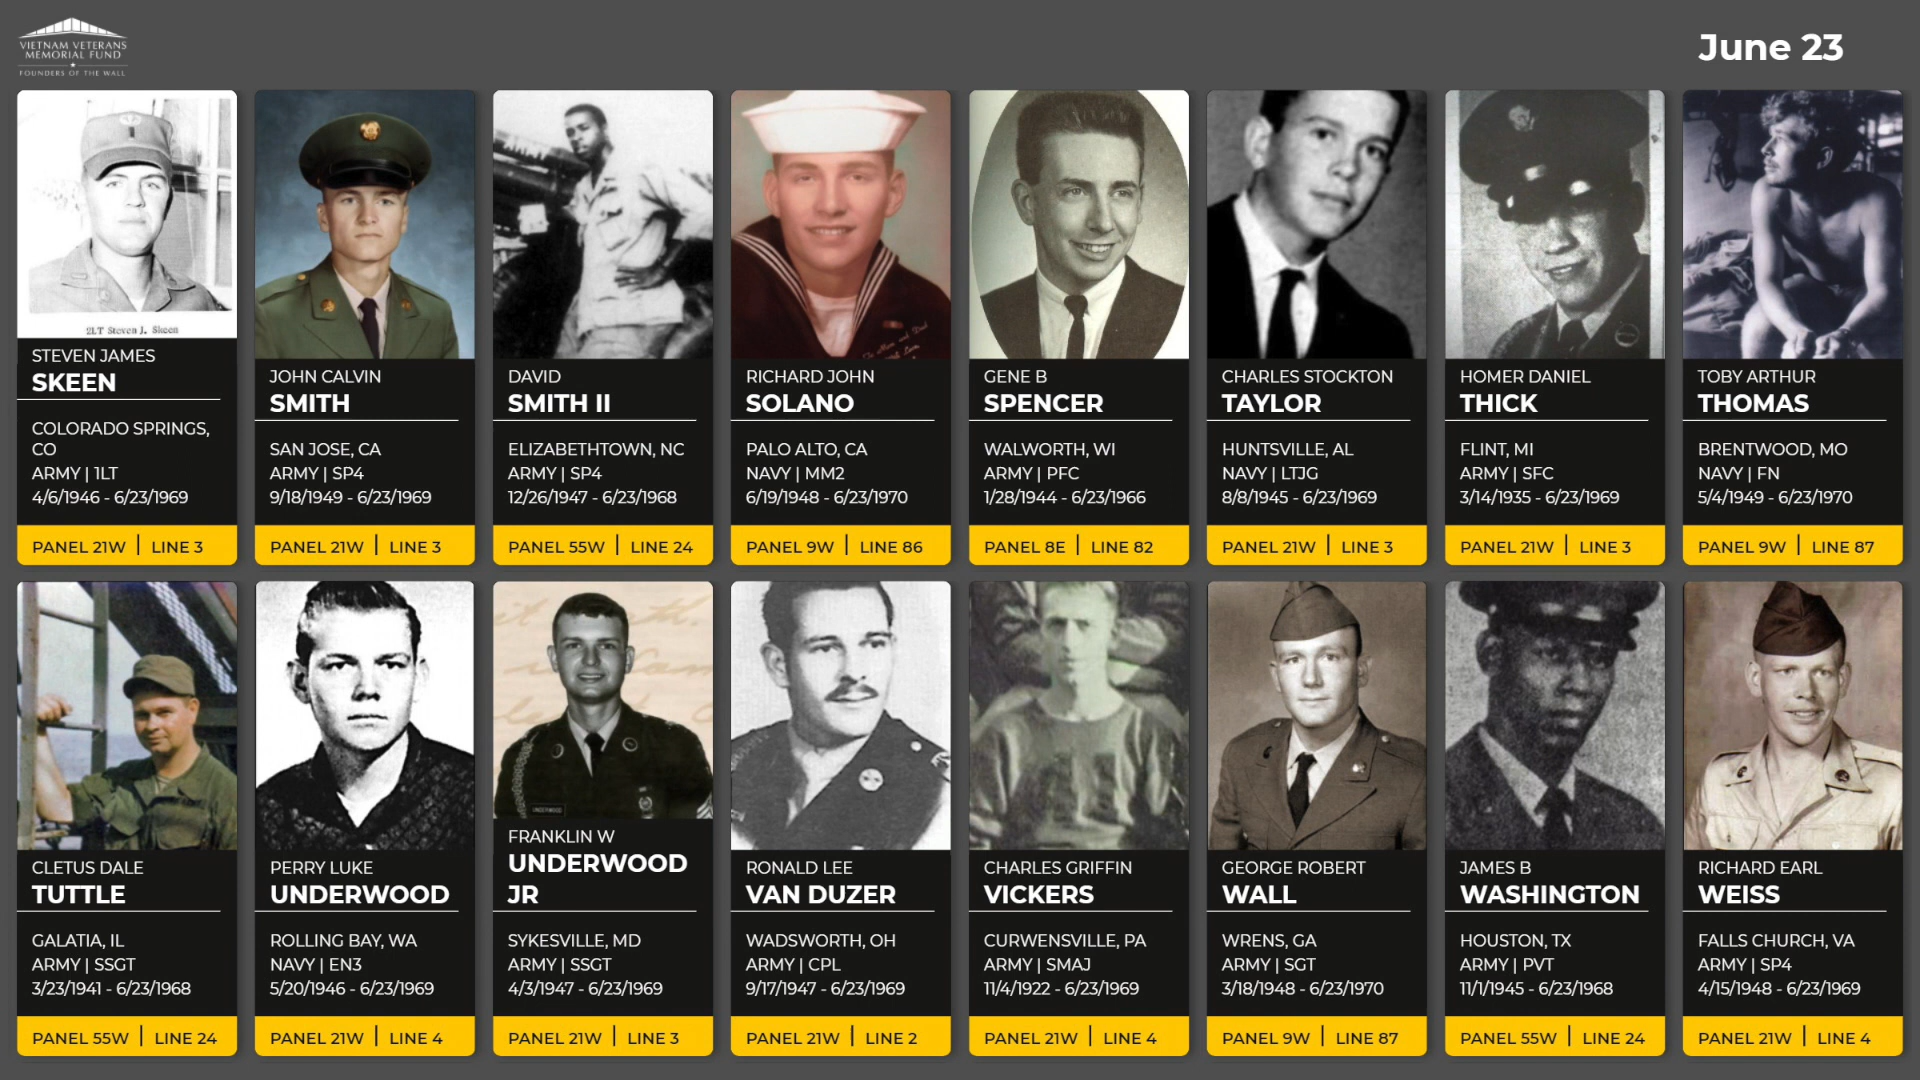 VIETNAM VETERANS
MEMORIAL FUND
FOUNDERS OF THE WALL
June 23
2LT Steven J. Skeen
STEVEN JAMES
SKEEN
COLORADO SPRINGS,
CO
ARMY | 1LT
4/6/1946 - 6/23/1969
PANEL 21W | LINE 3
JOHN CALVIN
SMITH
SAN JOSE, CA
ARMY | SP4
9/18/1949 - 6/23/1969
PANEL 21W | LINE 3
DAVID
SMITH II
ELIZABETHTOWN, NC
ARMY | SP4
12/26/1947 - 6/23/1968
PANEL 55W | LINE 24
To Mom and Dad
Love
RICHARD JOHN
SOLANO
PALO ALTO, CA
NAVY | MM2
6/19/1948 - 6/23/1970
PANEL 9W | LINE 86
GENE B
SPENCER
WALWORTH, WI
ARMY | PFC
1/28/1944 - 6/23/1966
PANEL 8E | LINE 82
CHARLES STOCKTON
TAYLOR
HUNTSVILLE, AL
NAVY | LTJG
8/8/1945 - 6/23/1969
PANEL 21W | LINE 3
HOMER DANIEL
THICK
FLINT, MI
ARMY | SFC
3/14/1935 - 6/23/1969
PANEL 21W | LINE 3
TOBY ARTHUR
THOMAS
BRENTWOOD, MO
NAVY | FN
5/4/1949 - 6/23/1970
PANEL 9W | LINE 87
CLETUS DALE
TUTTLE
GALATIA, IL
ARMY | SSGT
3/23/1941 - 6/23/1968
PANEL 55W | LINE 24
PERRY LUKE
UNDERWOOD
ROLLING BAY, WA
NAVY | EN3
5/20/1946 - 6/23/1969
PANEL 21W | LINE 4
UNDERWOOD
FRANKLIN W
UNDERWOOD
JR
SYKESVILLE, MD
ARMY | SSGT
4/3/1947 - 6/23/1969
PANEL 21W | LINE 3
RONALD LEE
VAN DUZER
WADSWORTH, OH
ARMY | CPL
9/17/1947 - 6/23/1969
PANEL 21W | LINE 2
CHARLES GRIFFIN
VICKERS
CURWENSVILLE, PA
ARMY | SMAJ
11/4/1922 - 6/23/1969
PANEL 21W | LINE 4
GEORGE ROBERT
WALL
WRENS, GA
ARMY | SGT
3/18/1948 - 6/23/1970
PANEL 9W | LINE 87
JAMES B
WASHINGTON
HOUSTON, TX
ARMY | PVT
11/1/1945 - 6/23/1968
PANEL 55W | LINE 24
RICHARD EARL
WEISS
FALLS CHURCH, VA
ARMY | SP4
4/15/1948 - 6/23/1969
PANEL 21W | LINE 4